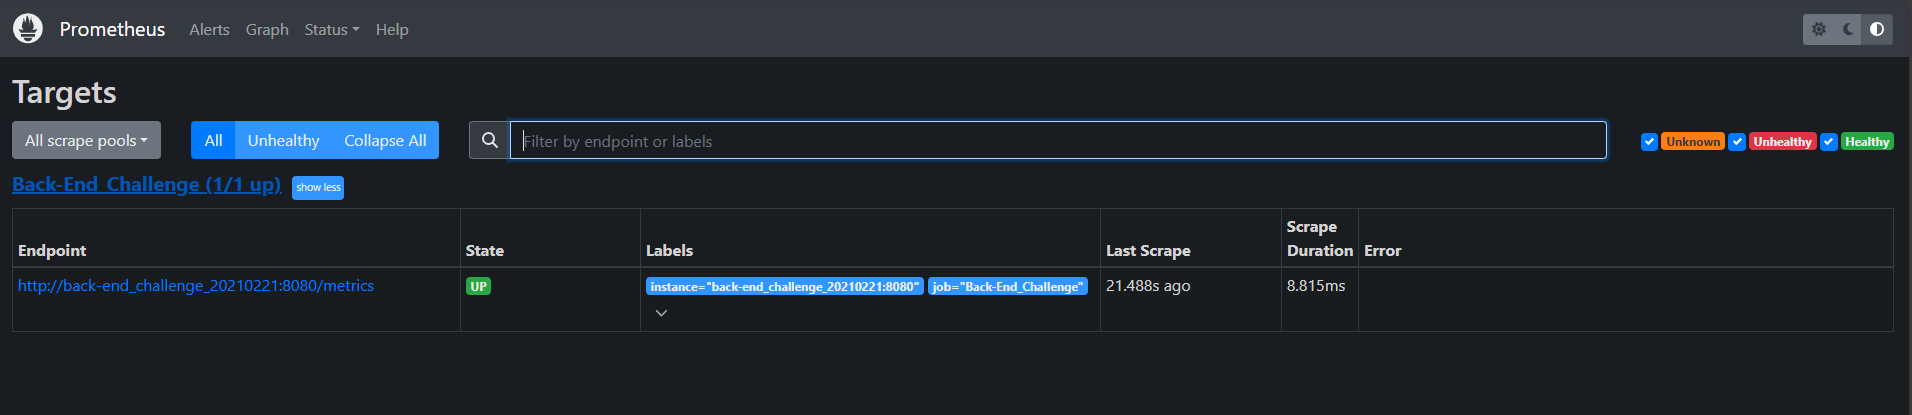 Prometheus Alerts Graph Status Help
Targets
All scrape pools All Unhealthy Collapse All Filter by endpoint or labels Unknown Unhealthy Healthy
Back-End_Challenge (1/1 up) show less
Endpoint State Labels Last Scrape Scrape Duration Error
http://back-end_challenge_20210221:8080/metrics UP instance="back-end_challenge_20210221:8080" job="Back-End_Challenge" 21.488s ago 8.815ms